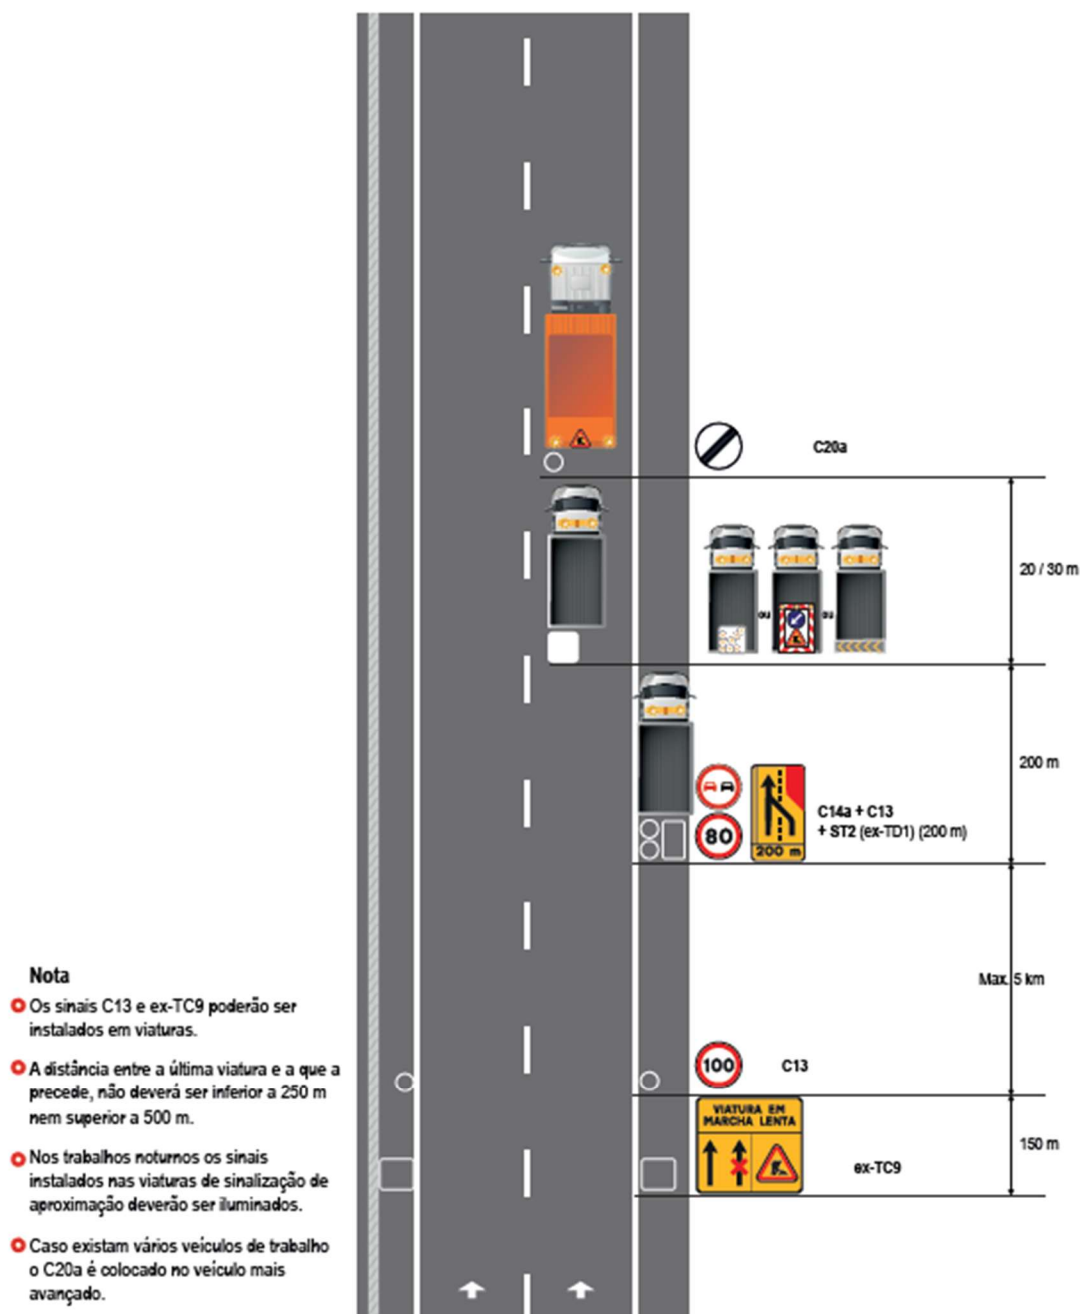 C20a
20 / 30 m
ou
ou
200 m
C14a + C13
+ ST2 (ex-TD1) (200 m)
80
200 m
Max. 5 km
100
C13
VIATURA EM
MARCHA LENTA
150 m
ex-TC9
Nota
Os sinais C13 e ex-TC9 poderão ser
instalados em viaturas.
A distância entre a última viatura e a que a
precede, não deverá ser inferior a 250 m
nem superior a 500 m.
Nos trabalhos noturnos os sinais
instalados nas viaturas de sinalização de
aproximação deverão ser iluminados.
Caso existam vários veículos de trabalho
o C20a é colocado no veículo mais
avançado.